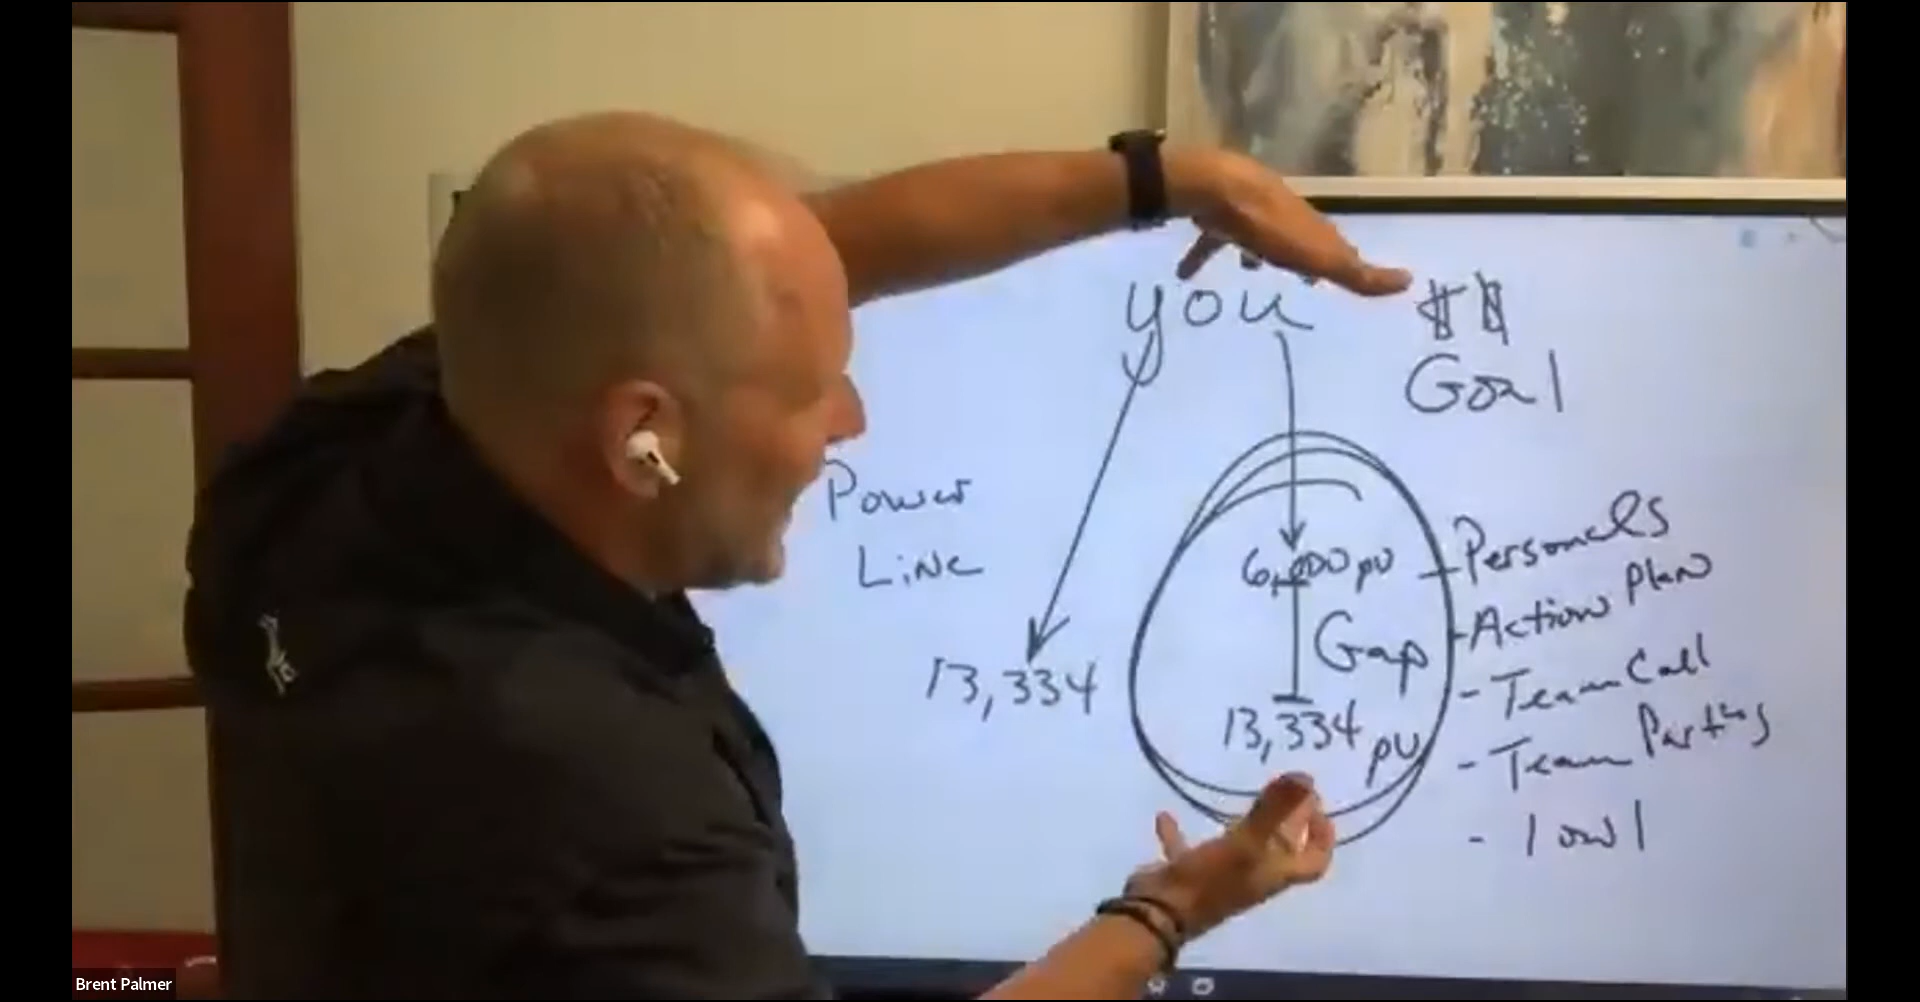 you
$$
Goal
Power
Line
6,000 pv
Gap
13,334
13,334 pv
- Personals
- Action Plan
- Team Call
- Team Parties
- 1 on 1
Brent Palmer